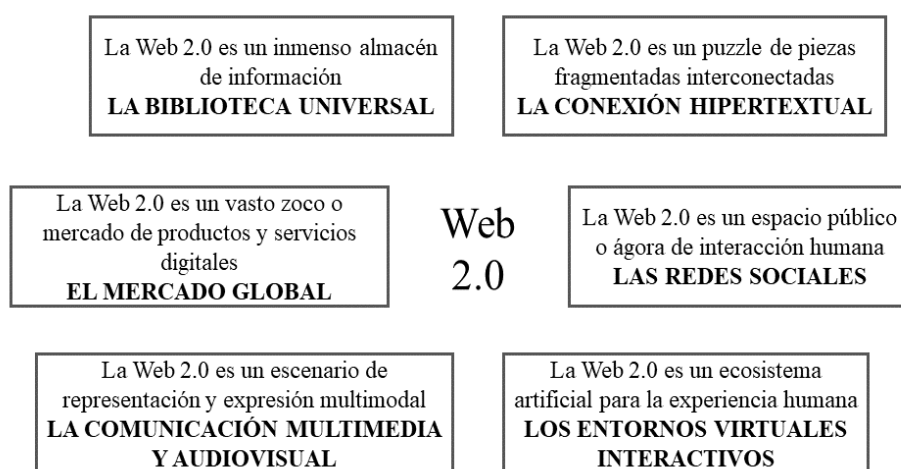 La Web 2.0 es un inmenso almacén
de información
LA BIBLIOTECA UNIVERSAL
La Web 2.0 es un puzzle de piezas
fragmentadas interconectadas
LA CONEXIÓN HIPERTEXTUAL
La Web 2.0 es un vasto zoco o
mercado de productos y servicios
digitales
EL MERCADO GLOBAL
Web
2.0
La Web 2.0 es un espacio público
o ágora de interacción humana
LAS REDES SOCIALES
La Web 2.0 es un escenario de
representación y expresión multimodal
LA COMUNICACIÓN MULTIMEDIA
Y AUDIOVISUAL
La Web 2.0 es un ecosistema
artificial para la experiencia humana
LOS ENTORNOS VIRTUALES
INTERACTIVOS